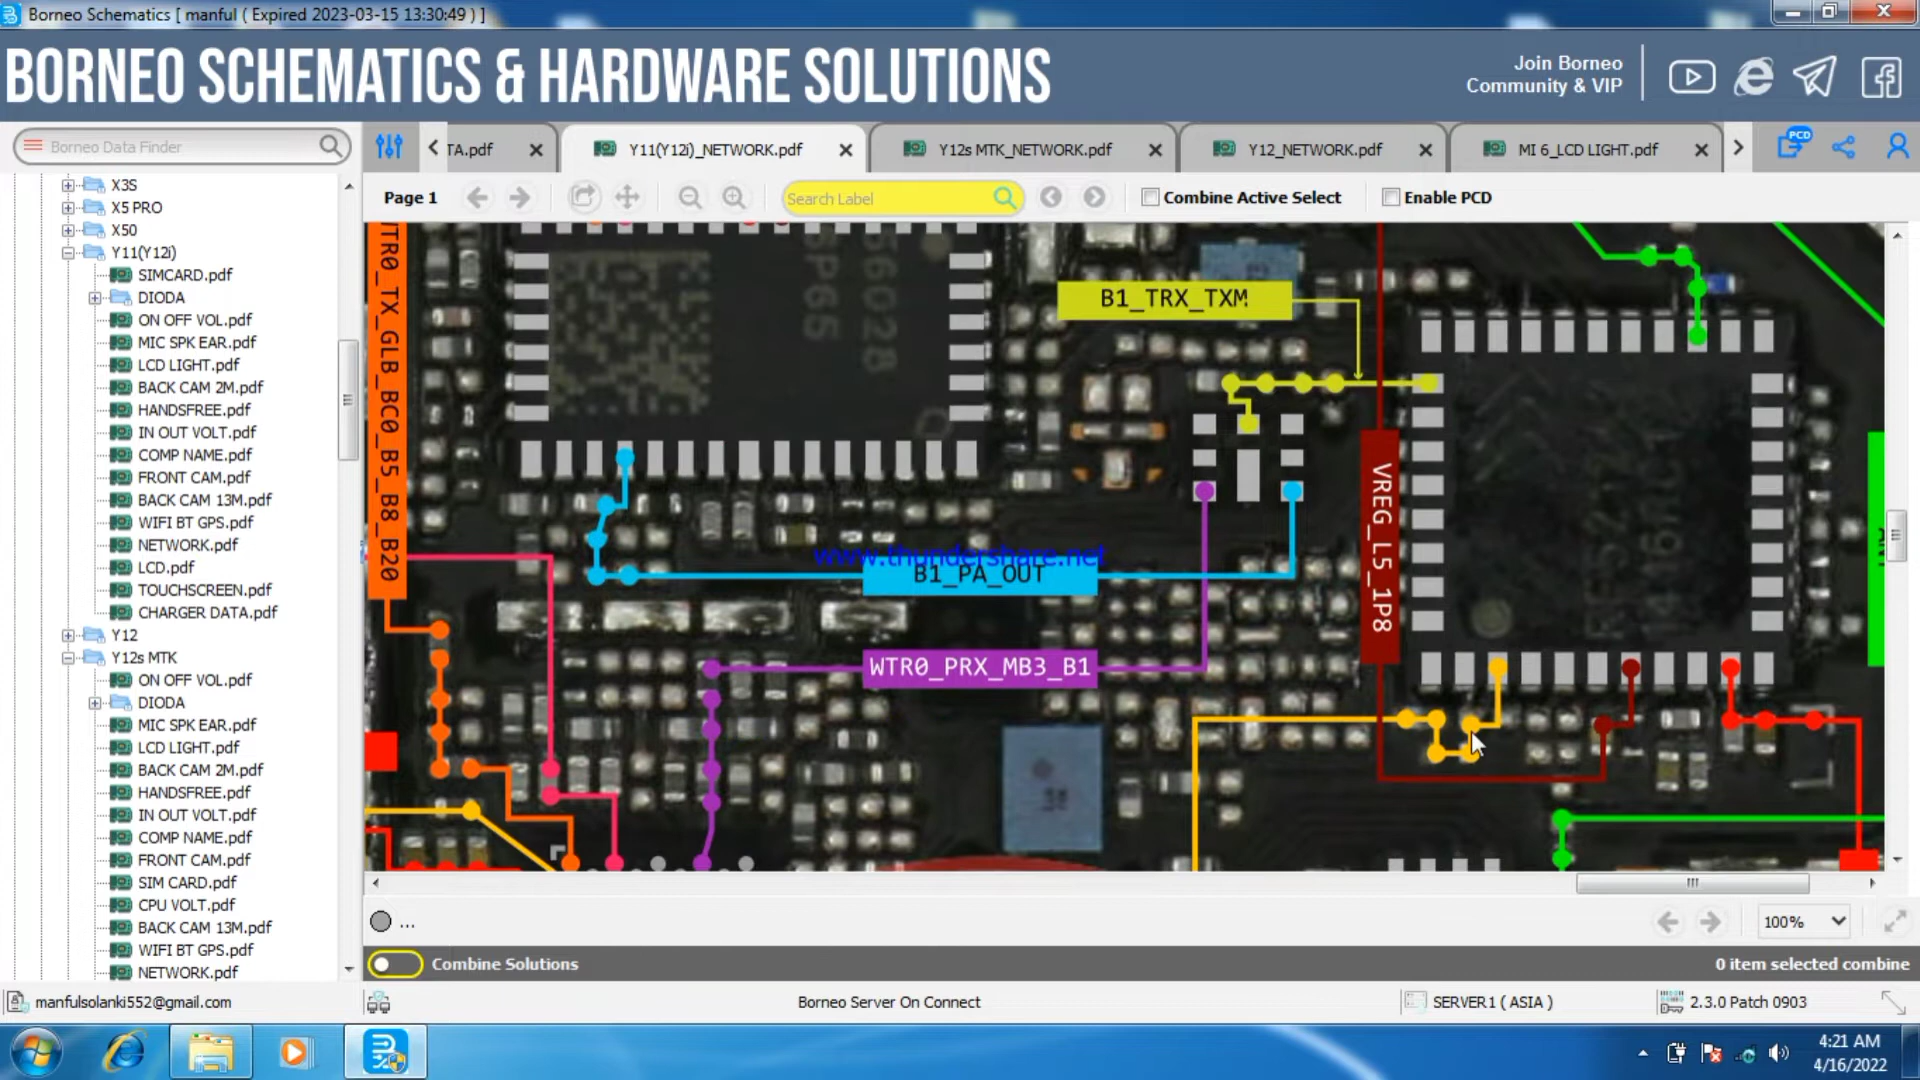 Borneo Schematics [ manful ( Expired 2023-03-15 13:30:49 ) ]
BORNEO SCHEMATICS & HARDWARE SOLUTIONS
Join Borneo
Community & VIP
Borneo Data Finder
TA.pdf
Y11(Y12i)_NETWORK.pdf
Y12s MTK_NETWORK.pdf
Y12_NETWORK.pdf
MI 6_LCD LIGHT.pdf
PCD
Page 1
Search Label
Combine Active Select
Enable PCD
X3S
X5 PRO
X50
Y11(Y12i)
SIMCARD.pdf
DIODA
ON OFF VOL.pdf
MIC SPK EAR.pdf
LCD LIGHT.pdf
BACK CAM 2M.pdf
HANDSFREE.pdf
IN OUT VOLT.pdf
COMP NAME.pdf
FRONT CAM.pdf
BACK CAM 13M.pdf
WIFI BT GPS.pdf
NETWORK.pdf
LCD.pdf
TOUCHSCREEN.pdf
CHARGER DATA.pdf
Y12
Y12s MTK
ON OFF VOL.pdf
DIODA
MIC SPK EAR.pdf
LCD LIGHT.pdf
BACK CAM 2M.pdf
HANDSFREE.pdf
IN OUT VOLT.pdf
COMP NAME.pdf
FRONT CAM.pdf
SIM CARD.pdf
CPU VOLT.pdf
BACK CAM 13M.pdf
WIFI BT GPS.pdf
NETWORK.pdf
WTR0_TX_GLB_BC0_B5_B8_B20
B1_TRX_TXM
VREG_L5_1P8
www.thundershare.net
B1_PA_OUT
WTR0_PRX_MB3_B1
...
100%
Combine Solutions
0 item selected combine
manfulsolanki552@gmail.com
Borneo Server On Connect
SERVER1 ( ASIA )
2.3.0 Patch 0903
4:21 AM
4/16/2022